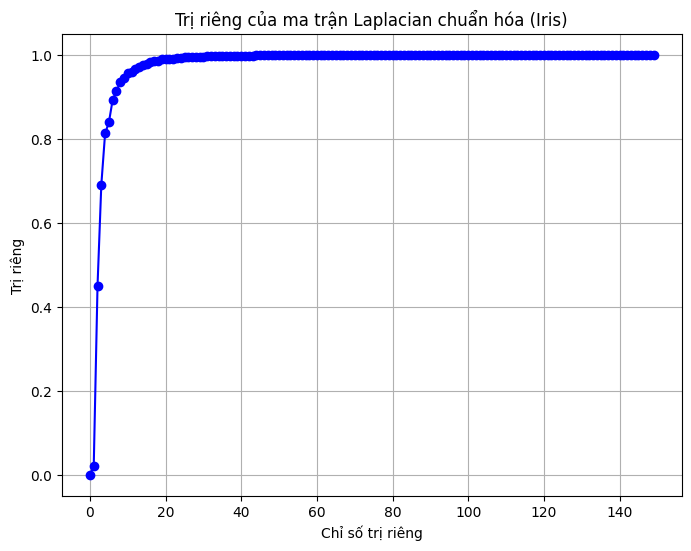 Trị riêng của ma trận Laplacian chuẩn hóa (Iris)
1.0
0.8
0.6
0.4
0.2
0.0
Trị riêng
0 20 40 60 80 100 120 140
Chỉ số trị riêng